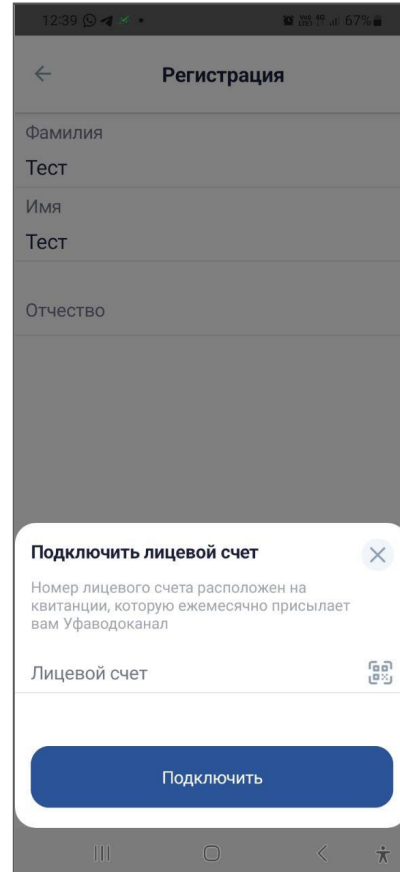 12:39
67%
Регистрация
Фамилия
Тест
Имя
Тест
Отчество
Подключить лицевой счет
Номер лицевого счета расположен на
квитанции, которую ежемесячно присылает
вам Уфаводоканал
Лицевой счет
Подключить